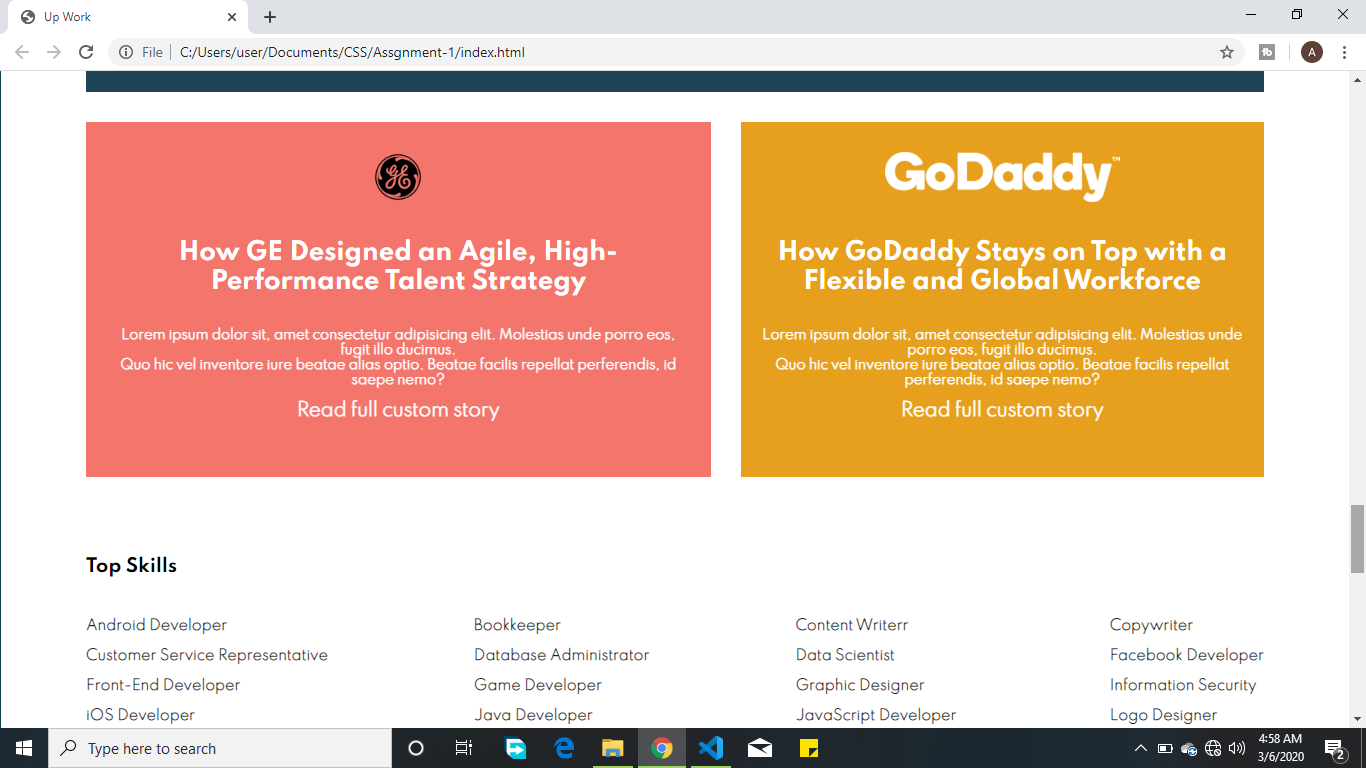 Up Work
File
C:/Users/user/Documents/CSS/Assgnment-1/index.html
A
GE
GoDaddy™
How GE Designed an Agile, High-
Performance Talent Strategy
Lorem ipsum dolor sit, amet consectetur adipisicing elit. Molestias unde porro eos,
fugit illo ducimus.
Quo hic vel inventore iure beatae alias optio. Beatae facilis repellat perferendis, id
saepe nemo?
Read full custom story
How GoDaddy Stays on Top with a
Flexible and Global Workforce
Lorem ipsum dolor sit, amet consectetur adipisicing elit. Molestias unde
porro eos, fugit illo ducimus.
Quo hic vel inventore iure beatae alias optio. Beatae facilis repellat
perferendis, id saepe nemo?
Read full custom story
Top Skills
Android Developer
Customer Service Representative
Front-End Developer
iOS Developer
Bookkeeper
Database Administrator
Game Developer
Java Developer
Content Writerr
Data Scientist
Graphic Designer
JavaScript Developer
Copywriter
Facebook Developer
Information Security
Logo Designer
Type here to search
4:58 AM
3/6/2020
2